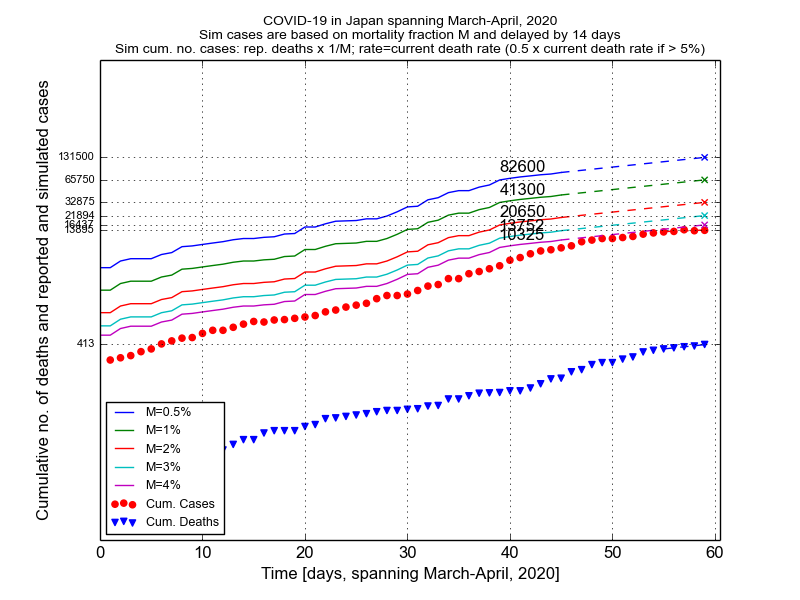 COVID-19 in Japan spanning March-April, 2020
Sim cases are based on mortality fraction M and delayed by 14 days
Sim cum. no. cases: rep. deaths x 1/M; rate=current death rate (0.5 x current death rate if > 5%)
Cumulative no. of deaths and reported and simulated cases
131500
65750
32875
21894
16437
13895
413
82600
41300
20650
13752
10325
M=0.5%
M=1%
M=2%
M=3%
M=4%
Cum. Cases
Cum. Deaths
0 10 20 30 40 50 60
Time [days, spanning March-April, 2020]